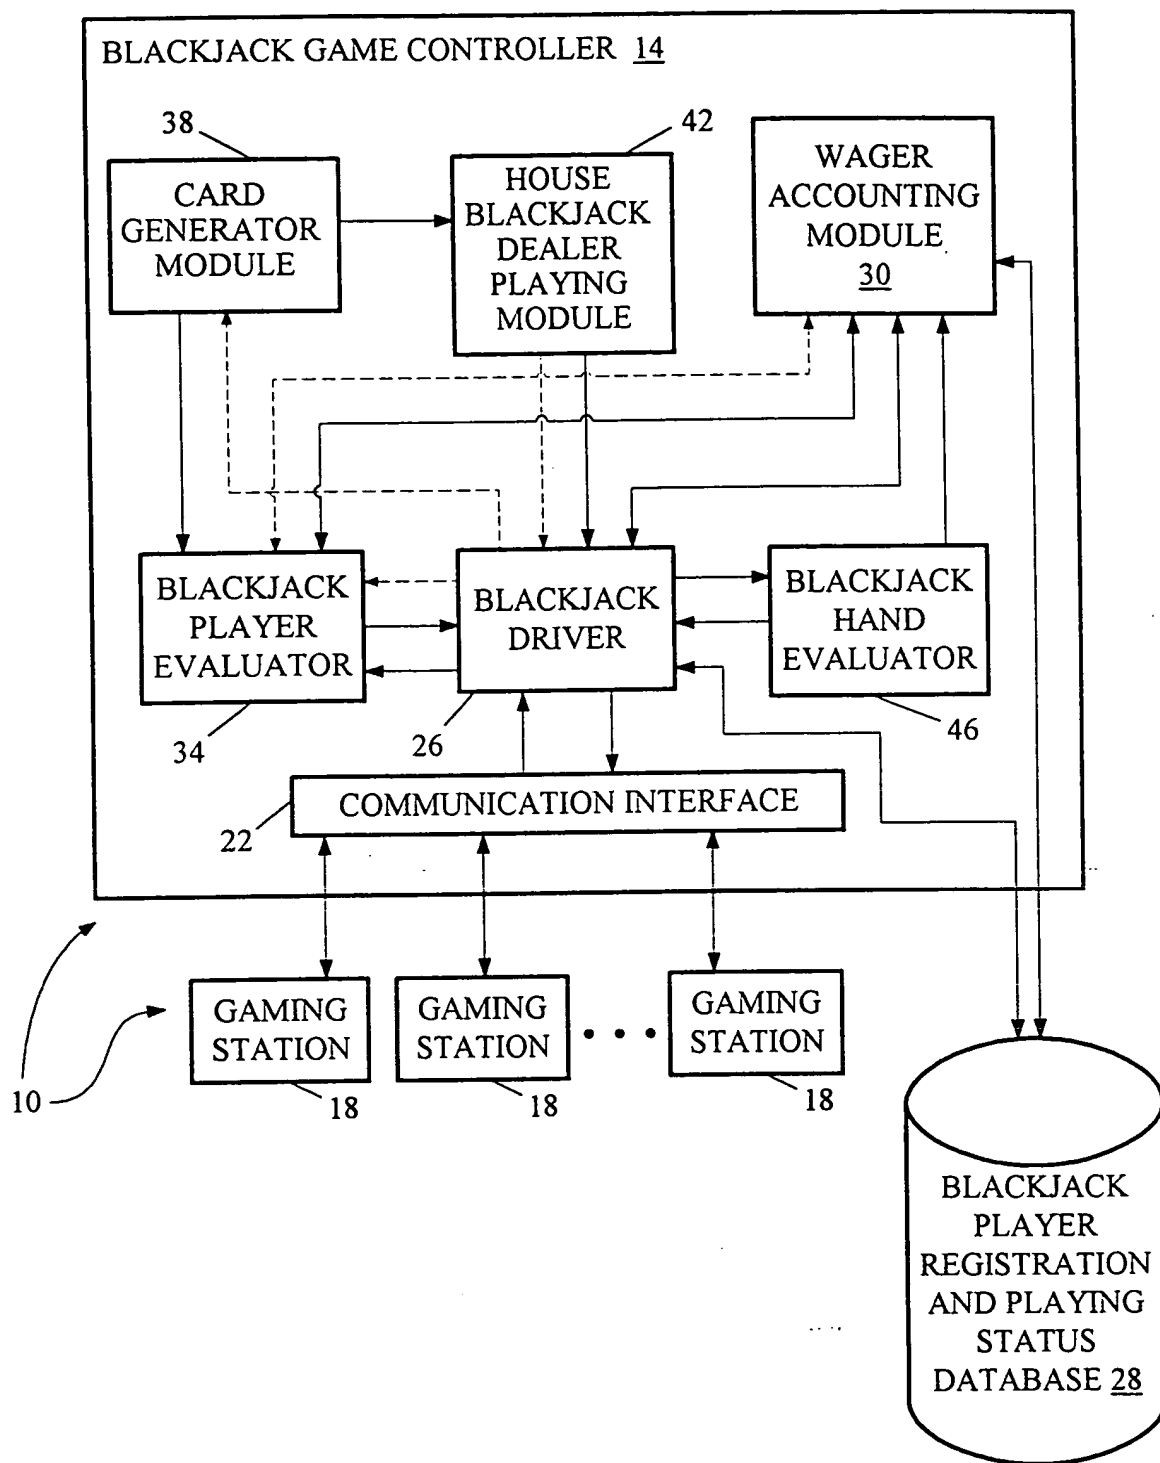 BLACKJACK GAME CONTROLLER 14
38
42
CARD
GENERATOR
MODULE
HOUSE
BLACKJACK
DEALER
PLAYING
MODULE
WAGER
ACCOUNTING
MODULE
30
BLACKJACK
PLAYER
EVALUATOR
BLACKJACK
DRIVER
BLACKJACK
HAND
EVALUATOR
34
26
46
22
COMMUNICATION INTERFACE
GAMING
STATION
GAMING
STATION
GAMING
STATION
10
18
18
18
BLACKJACK
PLAYER
REGISTRATION
AND PLAYING
STATUS
DATABASE 28